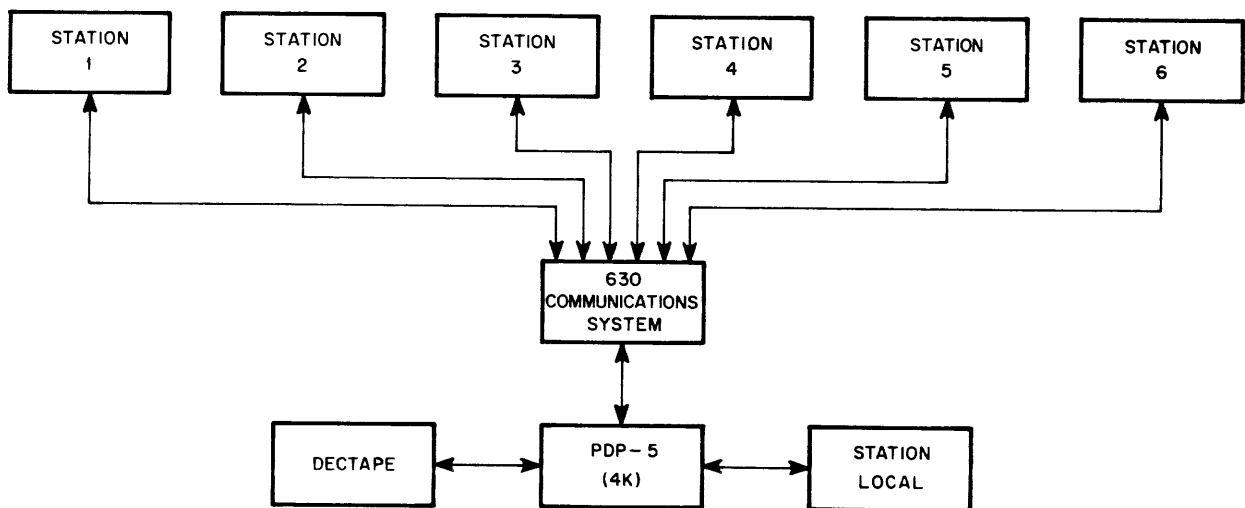 STATION
1
STATION
2
STATION
3
STATION
4
STATION
5
STATION
6
630
COMMUNICATIONS
SYSTEM
DECTAPE
PDP-5
(4K)
STATION
LOCAL